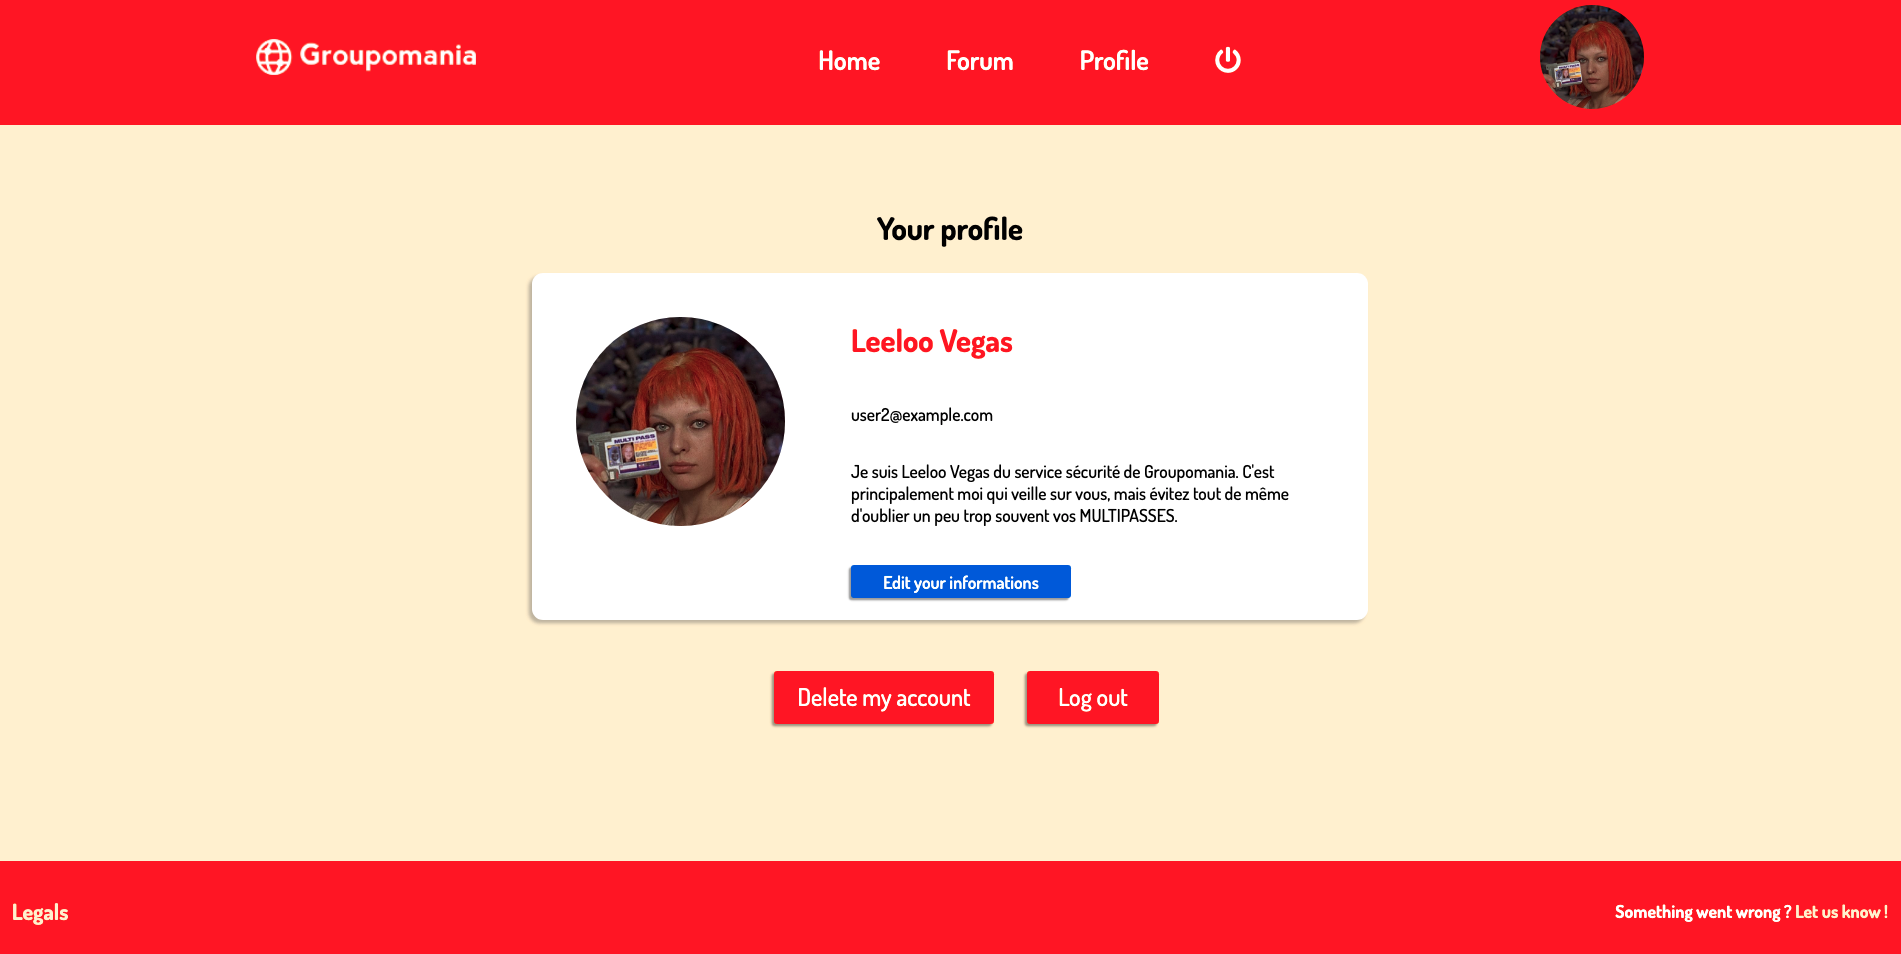 Groupomania
Home
Forum
Profile
Your profile
MULTI PASS
Leeloo Vegas
user2@example.com
Je suis Leeloo Vegas du service sécurité de Groupomania. C'est
principalement moi qui veille sur vous, mais évitez tout de même
d'oublier un peu trop souvent vos MULTIPASSES.
Edit your informations
Delete my account
Log out
Legals
Something went wrong ? Let us know !